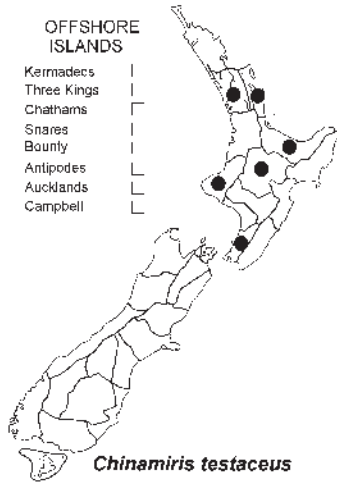 OFFSHORE
ISLANDS
Kermadecs
Three Kings
Chathams
Snares
Bounty
Antipodes
Aucklands
Campbell
Chinamiris testaceus